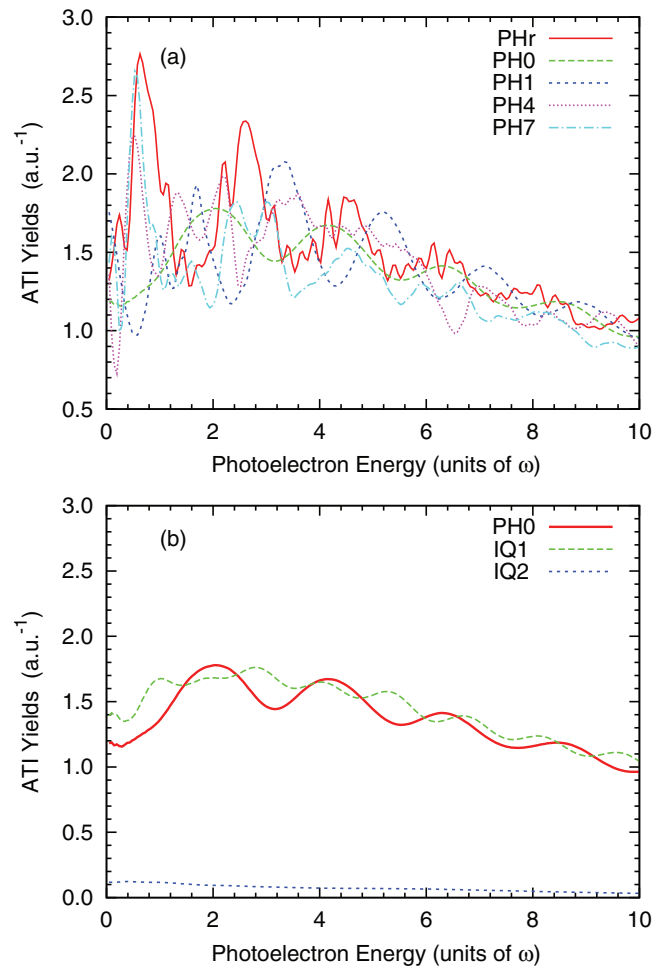 (a)
PHr
PH0
PH1
PH4
PH7
3.0
2.5
2.0
1.5
1.0
0.5
ATI Yields (a.u.⁻¹)
0 2 4 6 8 10
Photoelectron Energy (units of ω)
(b)
PH0
IQ1
IQ2
3.0
2.5
2.0
1.5
1.0
0.5
0.0
ATI Yields (a.u.⁻¹)
0 2 4 6 8 10
Photoelectron Energy (units of ω)